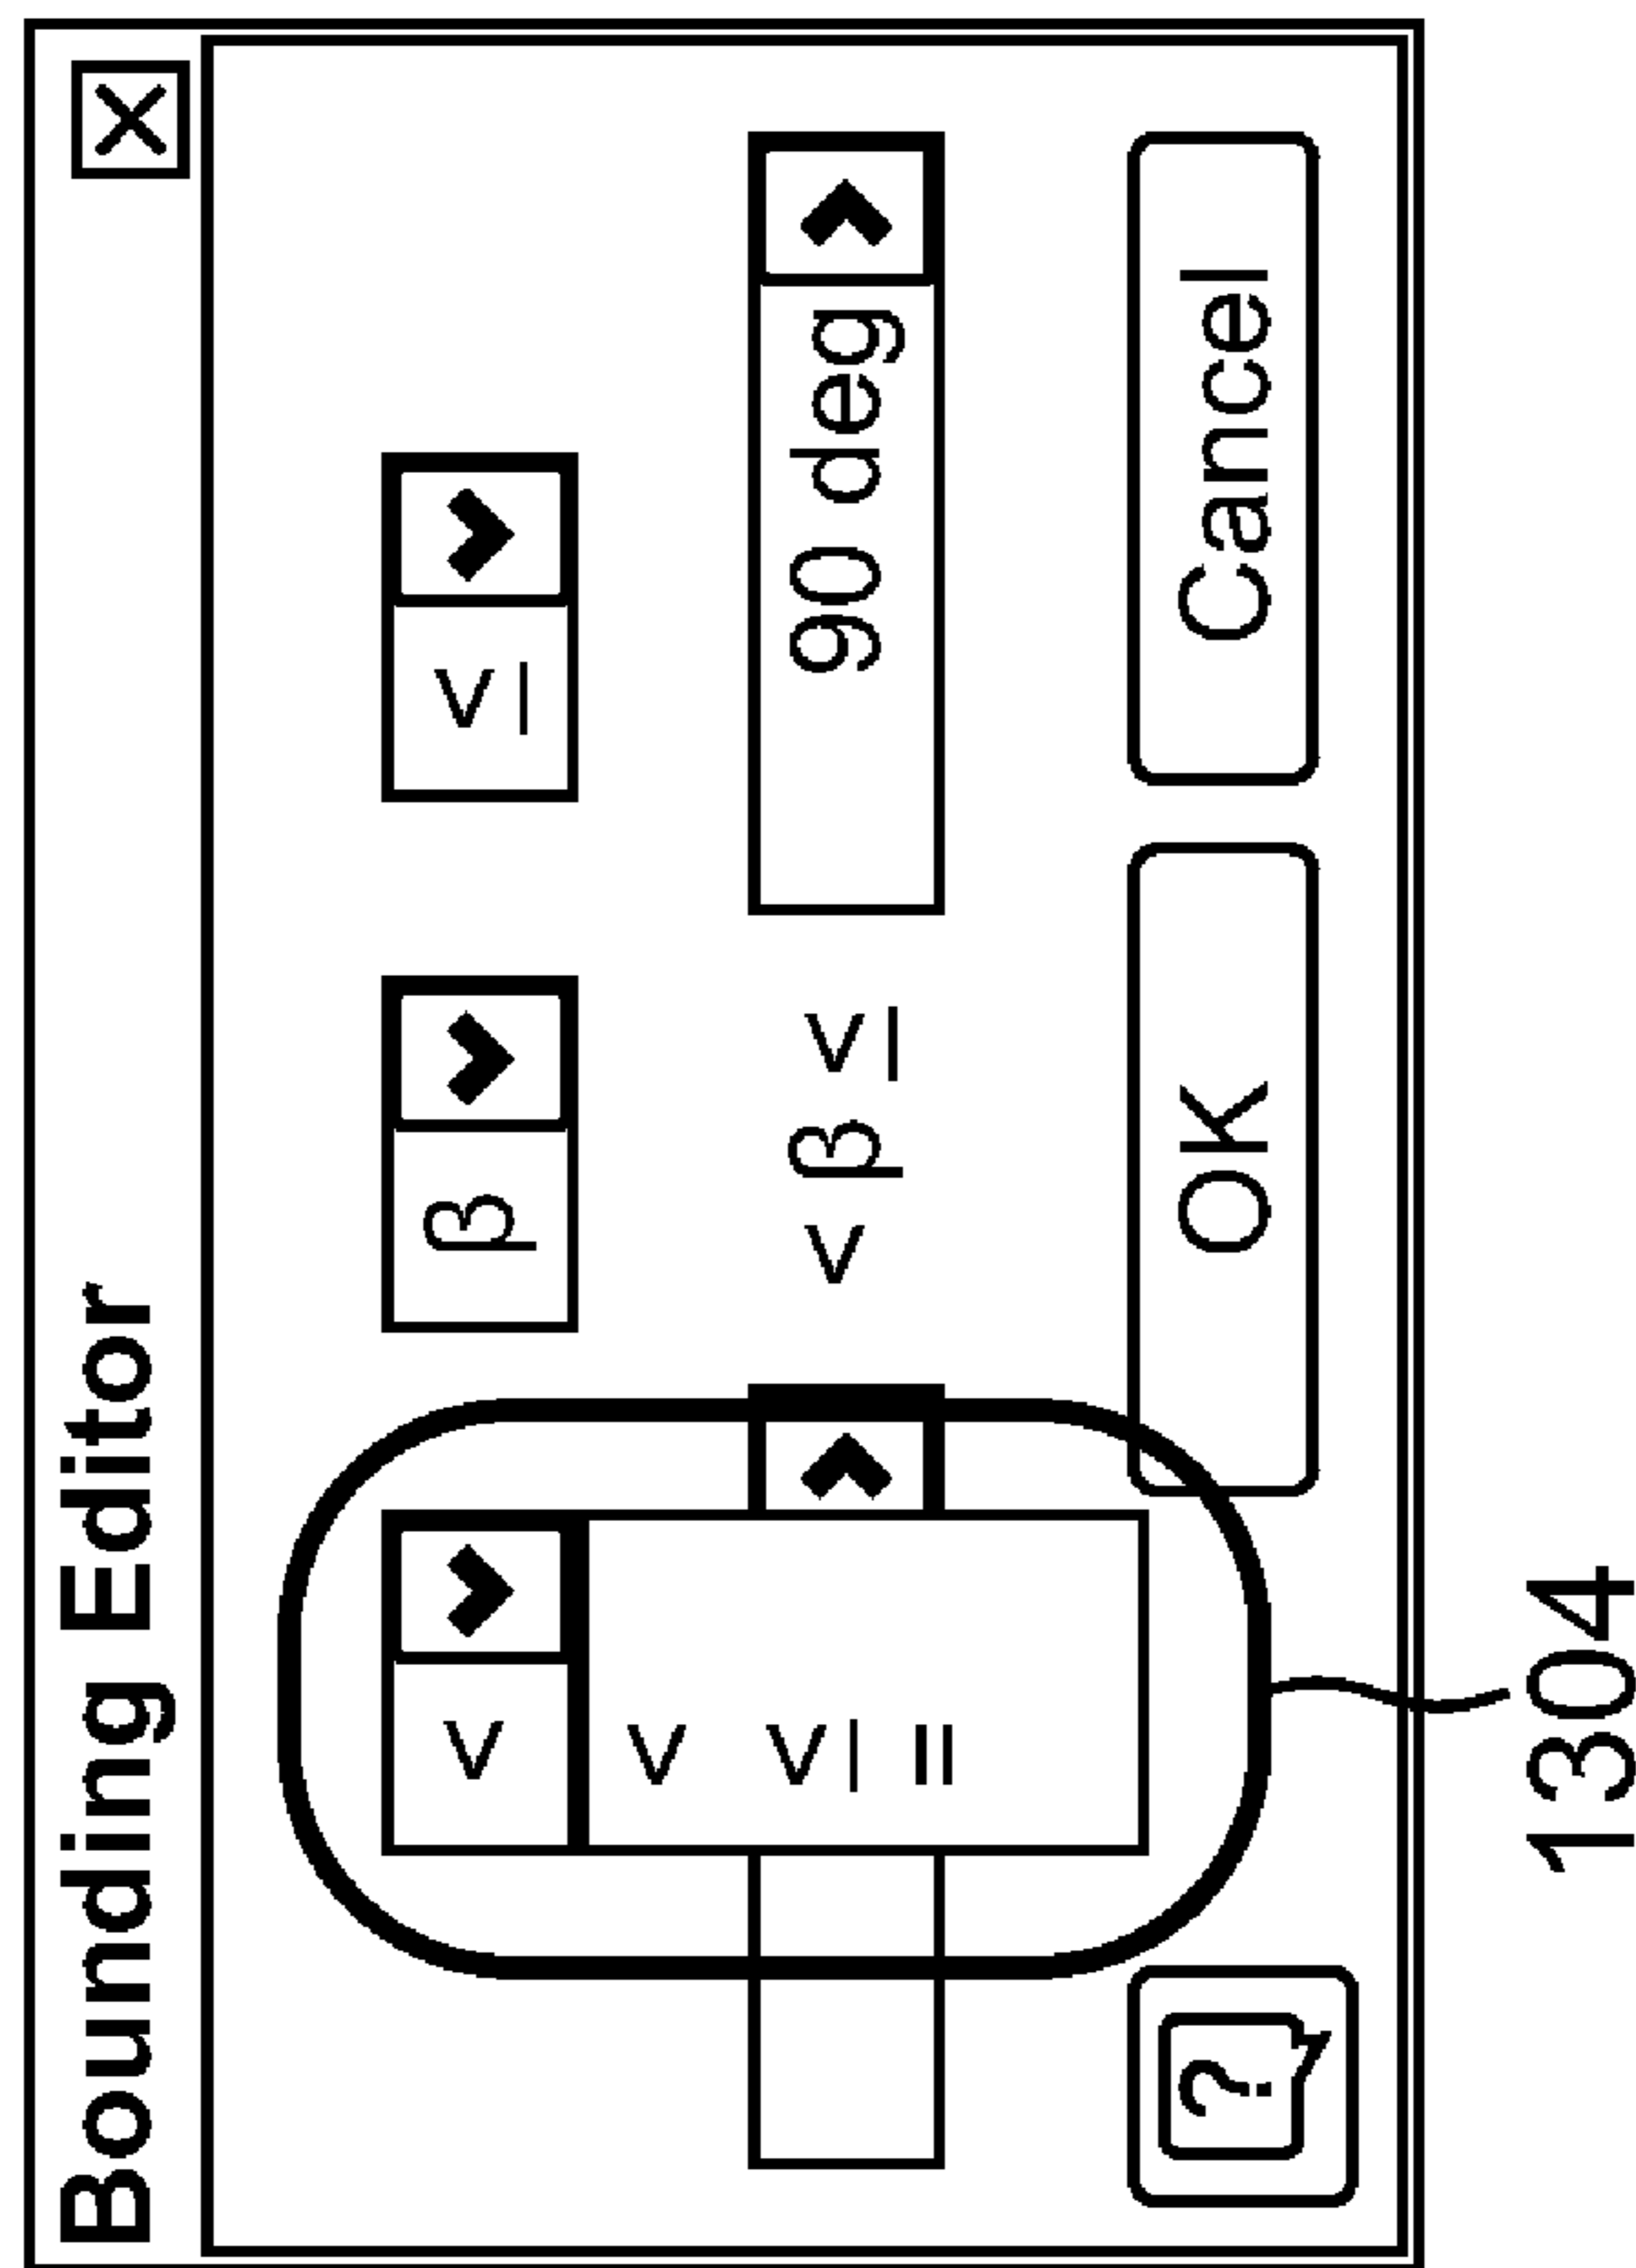 Bounding Editor
< β ≤
<
≤
=
< β ≤ 90 deg
? OK Cancel
1304